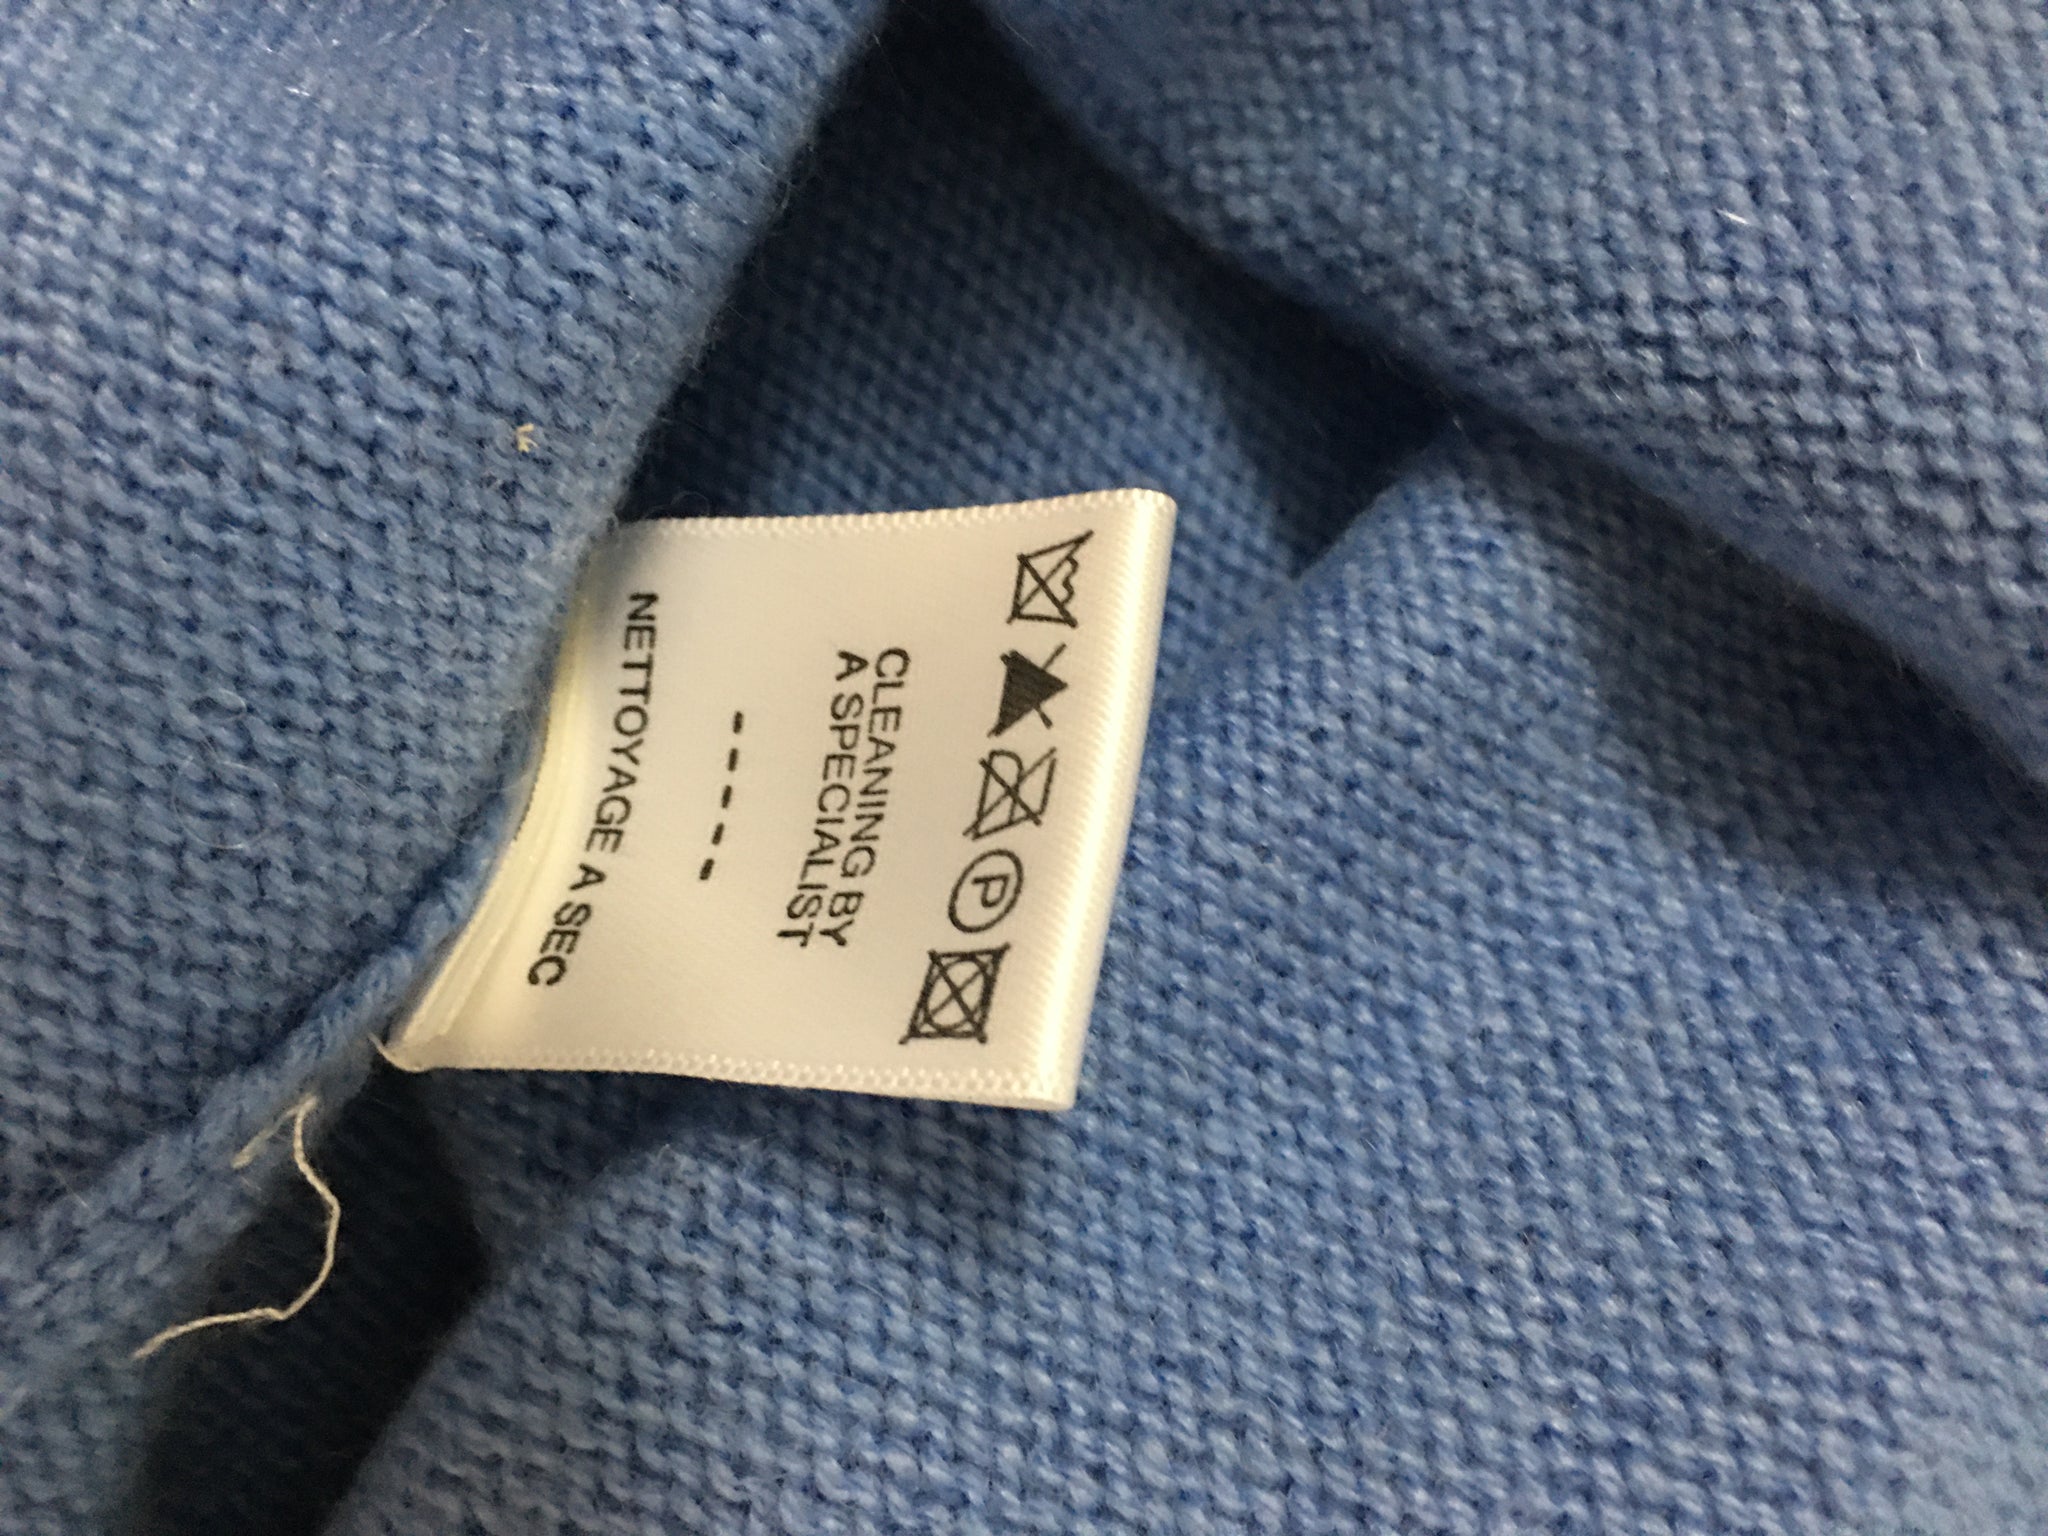 CLEANING BY
A SPECIALIST
-----
NETTOYAGE A SEC